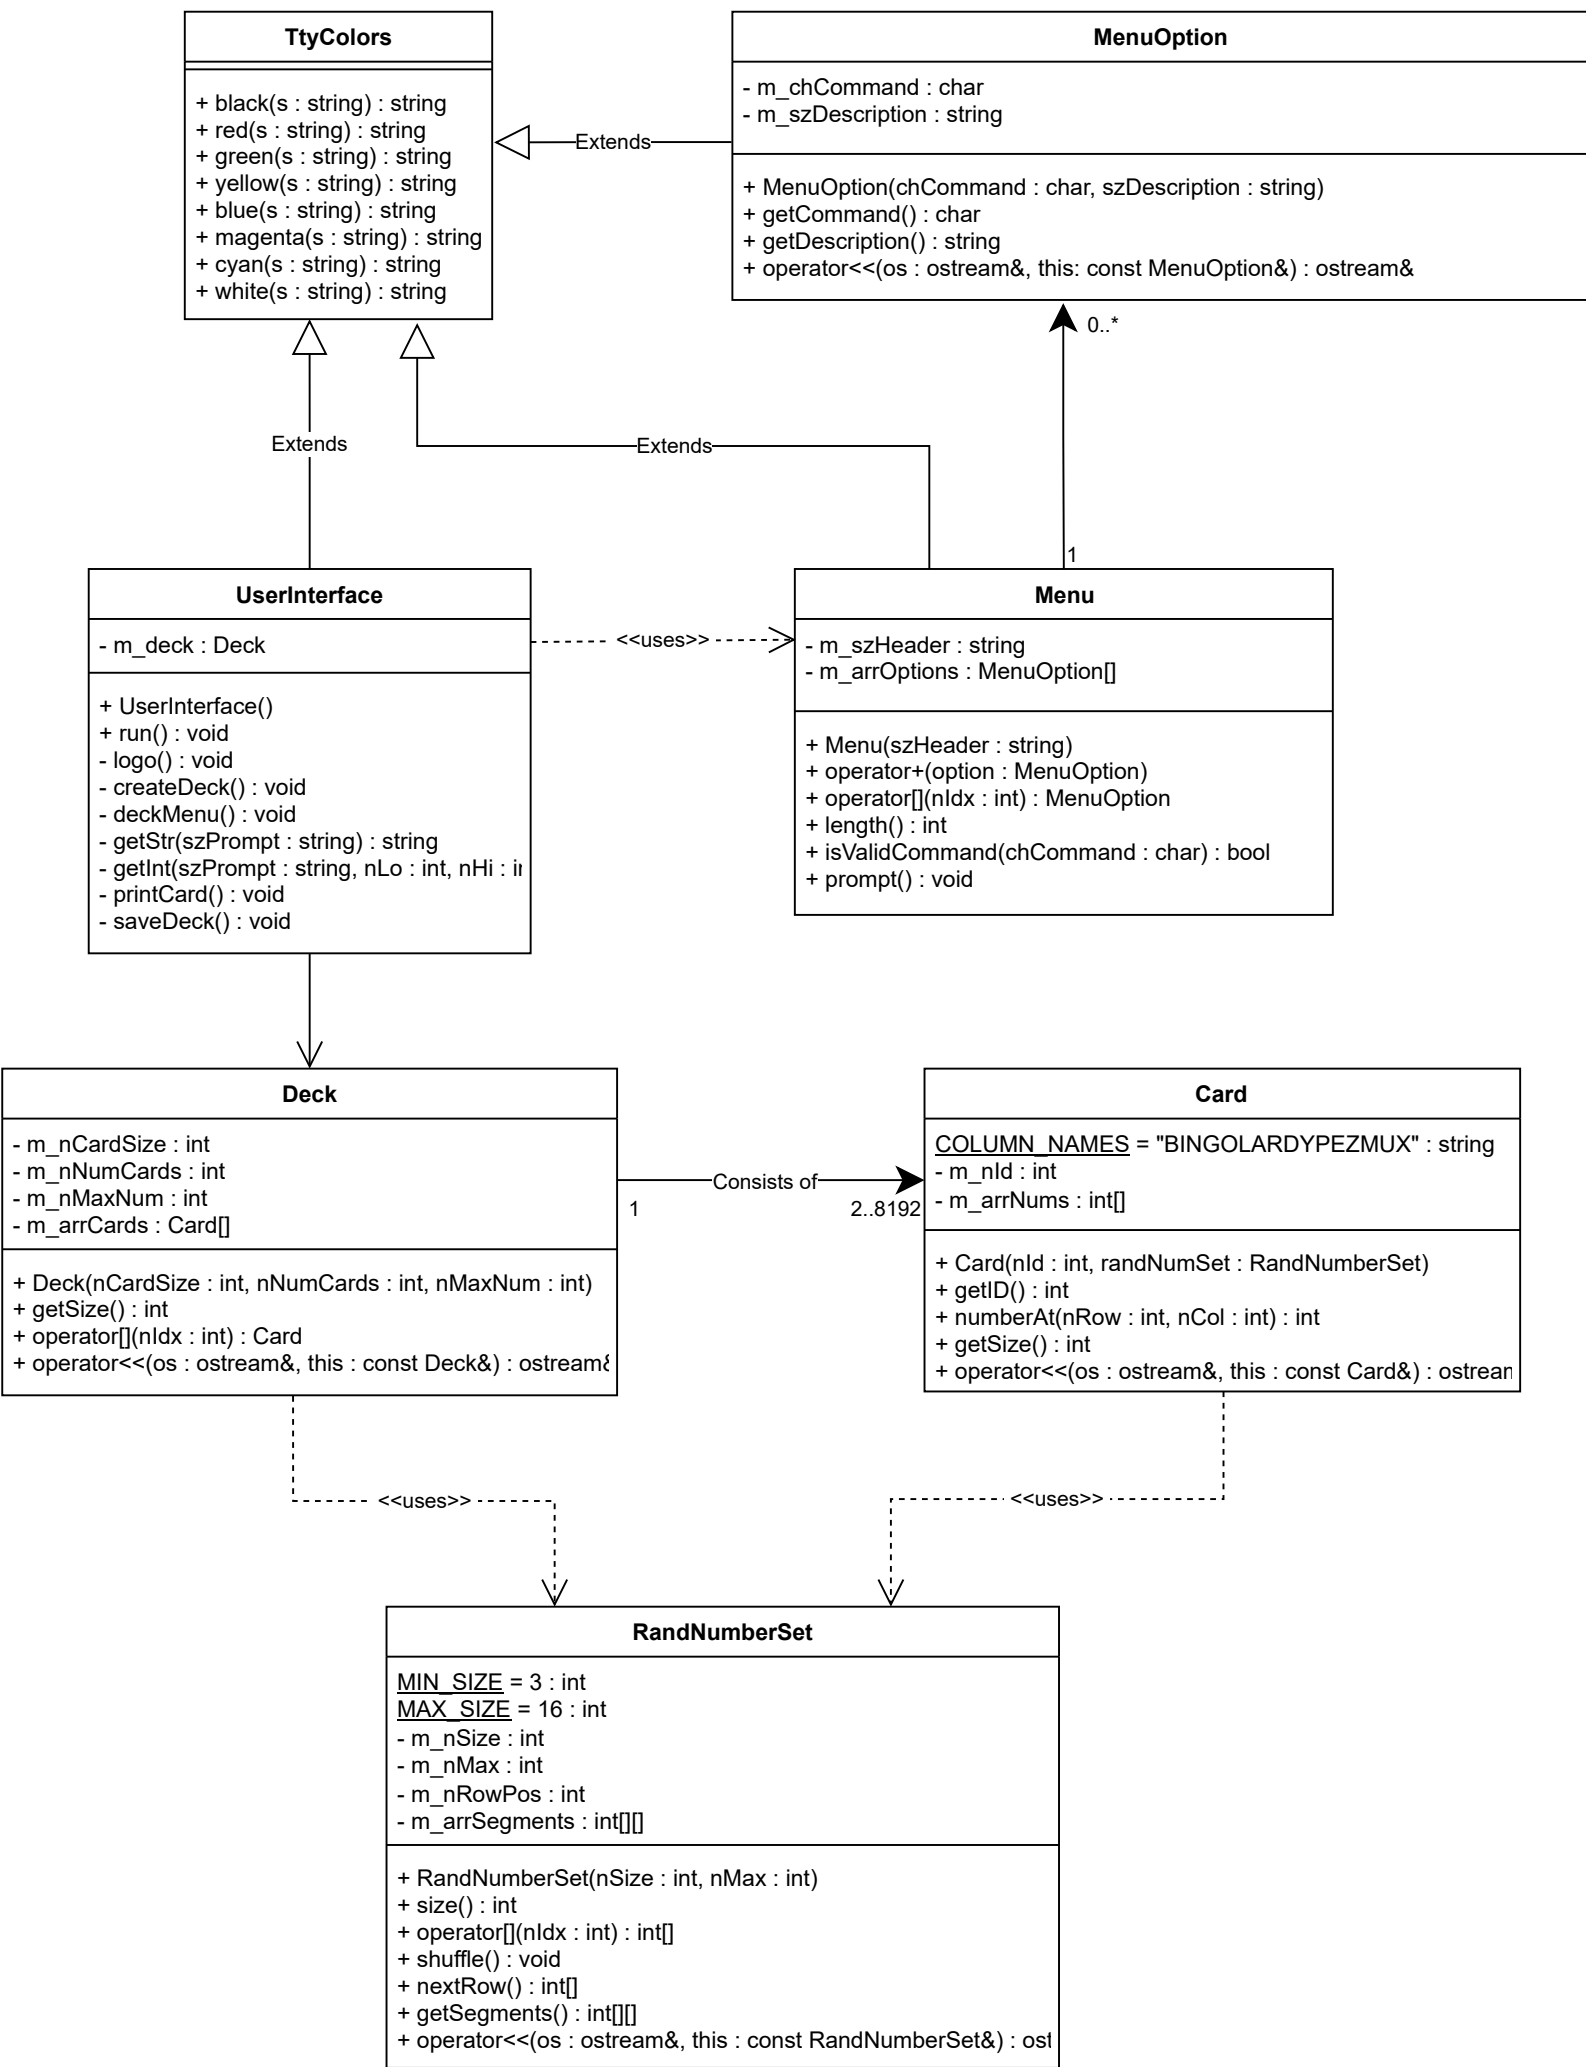 TtyColors
+ black(s : string) : string
+ red(s : string) : string
+ green(s : string) : string
+ yellow(s : string) : string
+ blue(s : string) : string
+ magenta(s : string) : string
+ cyan(s : string) : string
+ white(s : string) : string
Extends
MenuOption
- m_chCommand : char
- m_szDescription : string
+ MenuOption(chCommand : char, szDescription : string)
+ getCommand() : char
+ getDescription() : string
+ operator<<(os : ostream&, this: const MenuOption&) : ostream&
0..*
Extends
Extends
1
UserInterface
- m_deck : Deck
+ UserInterface()
+ run() : void
- logo() : void
- createDeck() : void
- deckMenu() : void
- getStr(szPrompt : string) : string
- getInt(szPrompt : string, nLo : int, nHi :
- printCard() : void
- saveDeck() : void
<<uses>>
Menu
- m_szHeader : string
- m_arrOptions : MenuOption[]
+ Menu(szHeader : string)
+ operator+(option : MenuOption)
+ operator[](nIdx : int) : MenuOption
+ length() : int
+ isValidCommand(chCommand : char) : bool
+ prompt() : void
Deck
- m_nCardSize : int
- m_nNumCards : int
- m_nMaxNum : int
- m_arrCards : Card[]
+ Deck(nCardSize : int, nNumCards : int, nMaxNum : int)
+ getSize() : int
+ operator[](nIdx : int) : Card
+ operator<<(os : ostream&, this : const Deck&) : ostream&
Consists of
1
2..8192
Card
COLUMN_NAMES = "BINGOLARDYPEZMUX" : string
- m_nId : int
- m_arrNums : int[]
+ Card(nId : int, randNumSet : RandNumberSet)
+ getID() : int
+ numberAt(nRow : int, nCol : int) : int
+ getSize() : int
+ operator<<(os : ostream&, this : const Card&) :
<<uses>>
<<uses>>
RandNumberSet
MIN_SIZE = 3 : int
MAX_SIZE = 16 : int
- m_nSize : int
- m_nMax : int
- m_nRowPos : int
- m_arrSegments : int[][]
+ RandNumberSet(nSize : int, nMax : int)
+ size() : int
+ operator[](nIdx : int) : int[]
+ shuffle() : void
+ nextRow() : int[]
+ getSegments() : int[][]
+ operator<<(os : ostream&, this : const RandNumberSet&) :